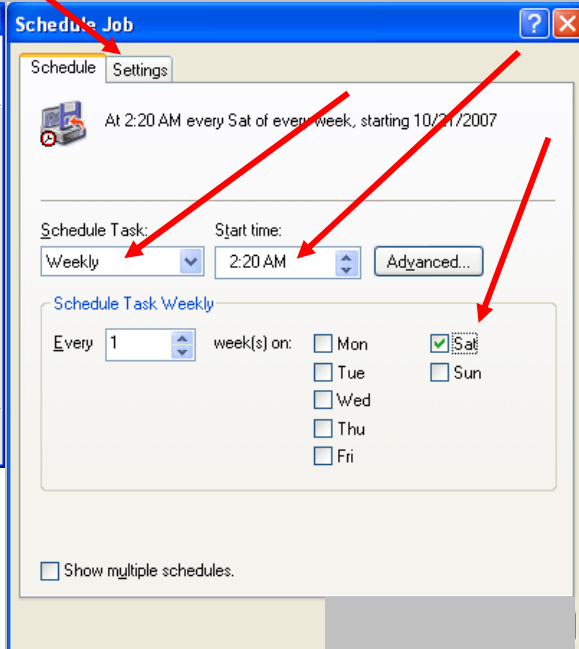 Schedule Job
Schedule Settings
At 2:20 AM every Sat of every week, starting 10/21/2007
Schedule Task: Start time:
Weekly 2:20 AM Advanced...
Schedule Task Weekly
Every 1 week(s) on: Mon Sat
Tue Sun
Wed
Thu
Fri
Show multiple schedules.